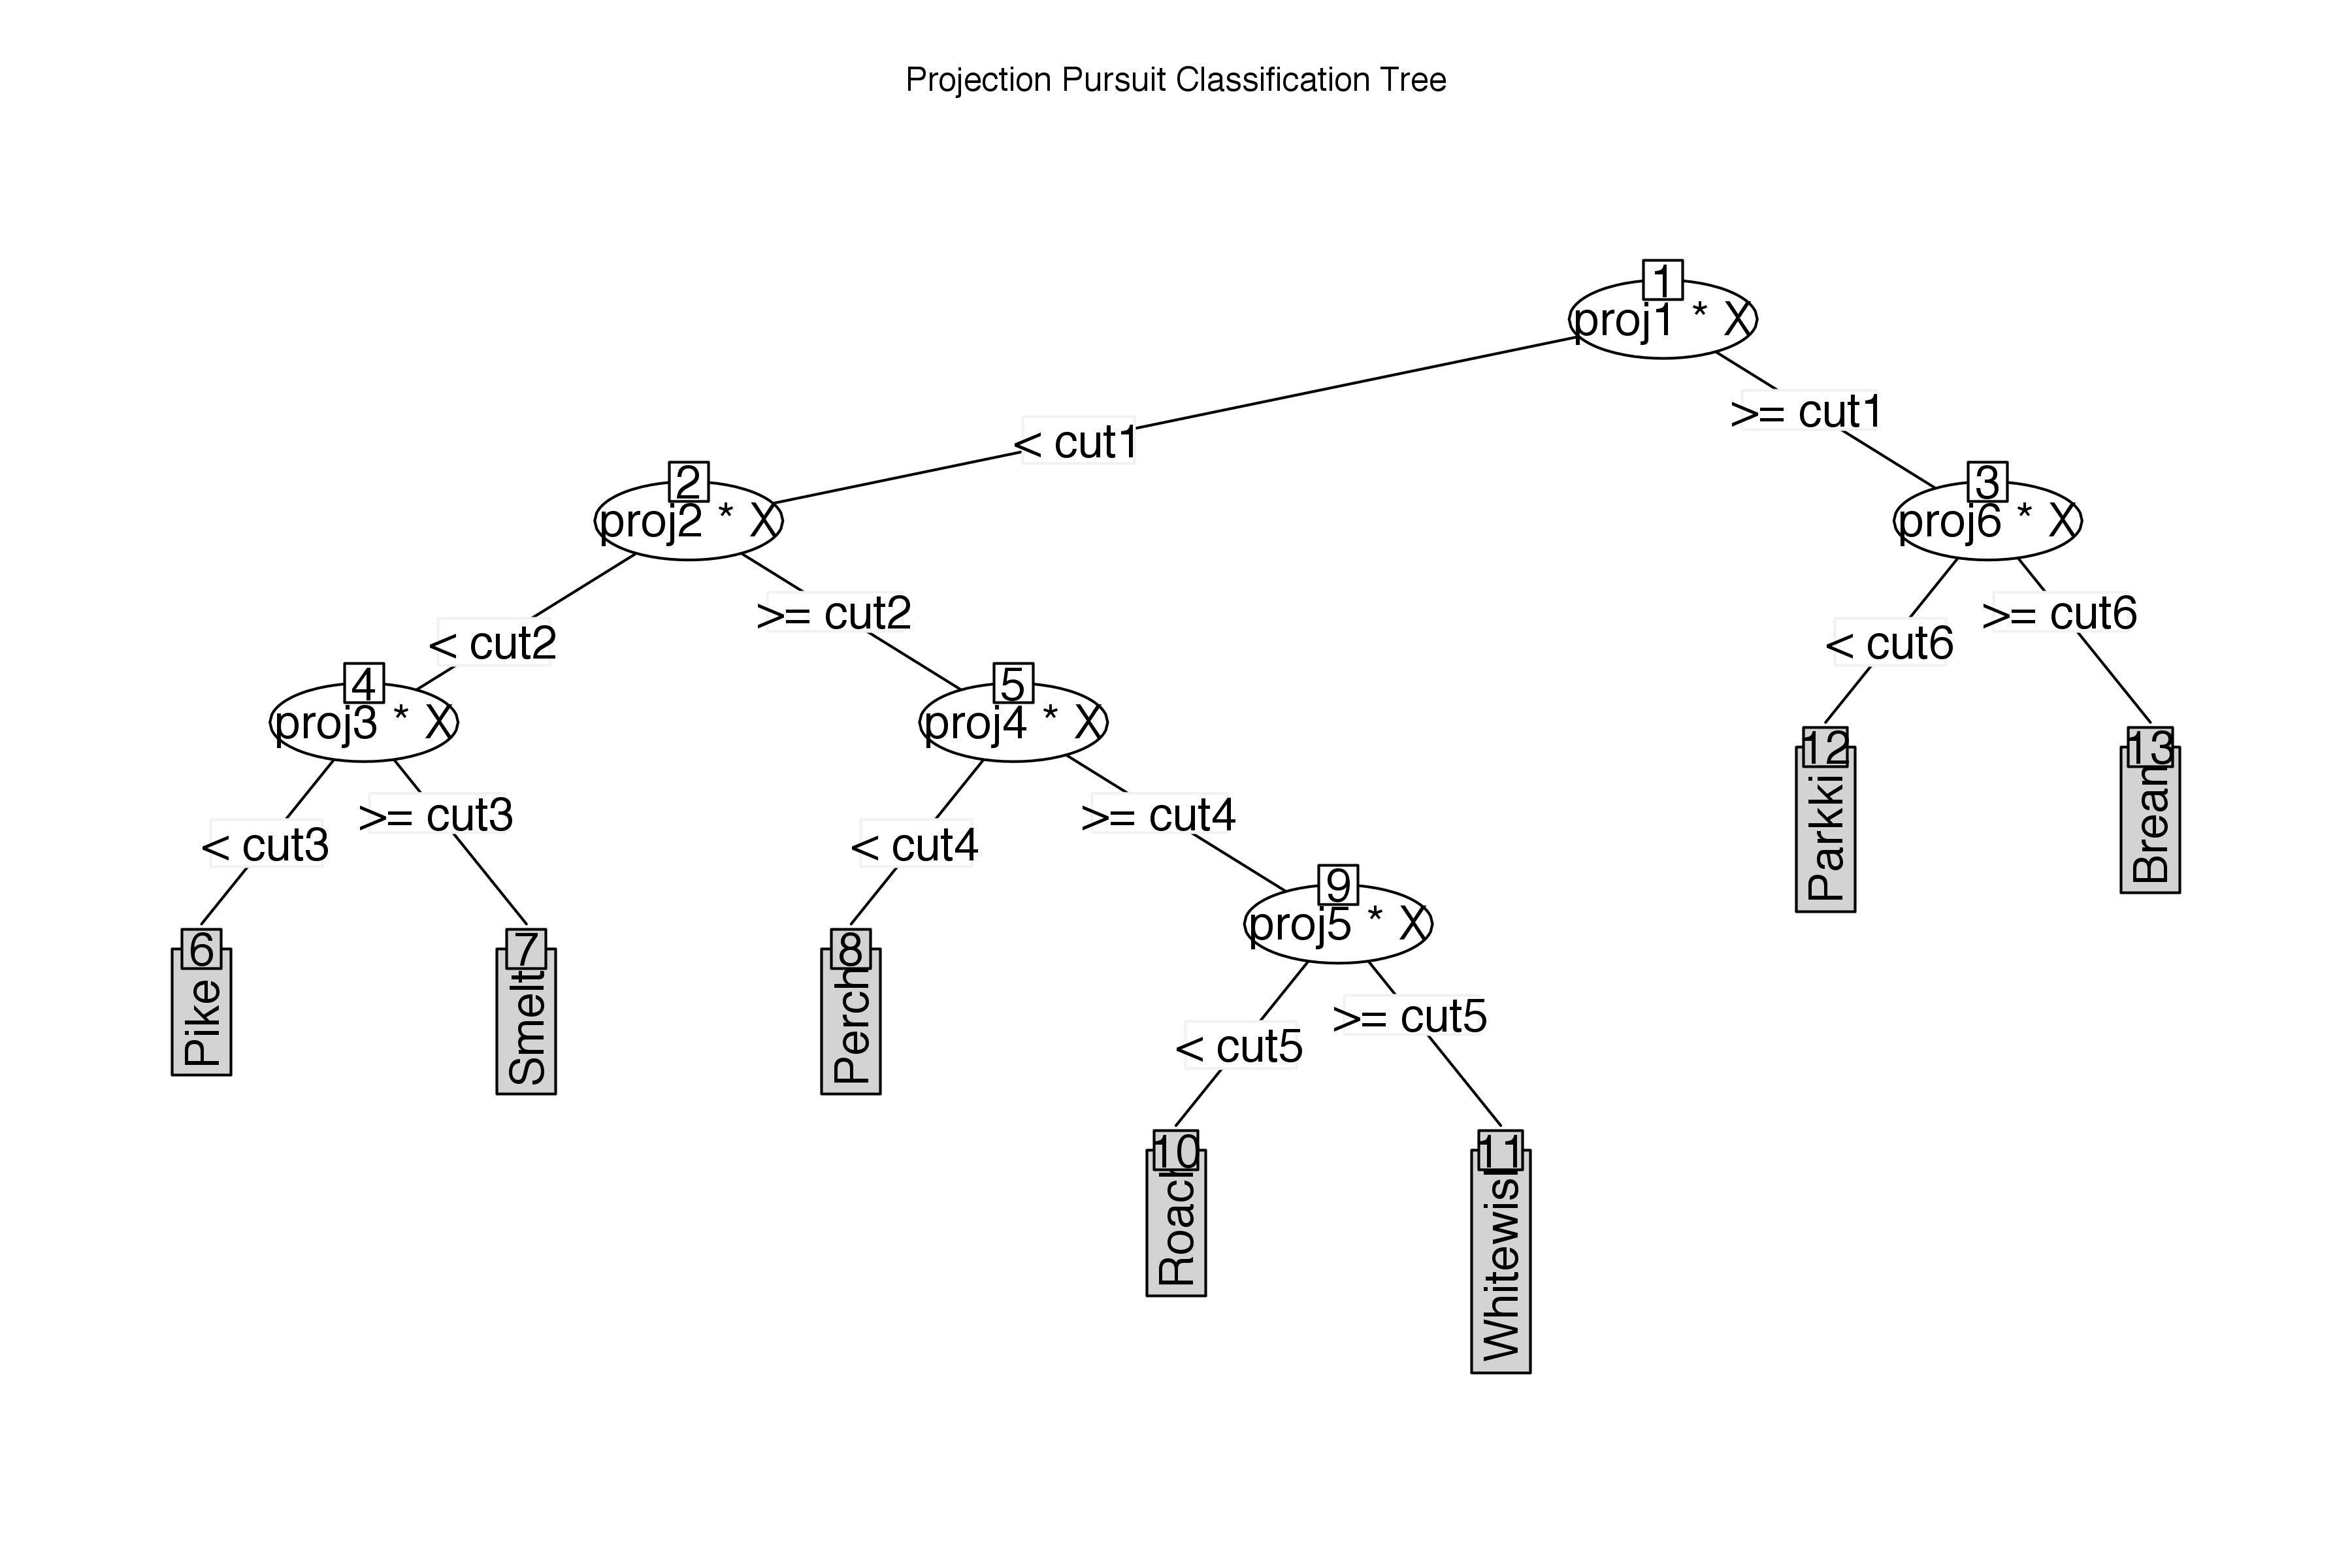 Projection Pursuit Classification Tree
1
proj1 * X
< cut1
>= cut1
2
proj2 * X
3
proj6 * X
< cut2
>= cut2
< cut6
>= cut6
4
proj3 * X
5
proj4 * X
12
Parkki
13
Bream
< cut3
>= cut3
< cut4
>= cut4
6
Pike
7
Smelt
8
Perch
9
proj5 * X
< cut5
>= cut5
10
Roach
11
Whitewish